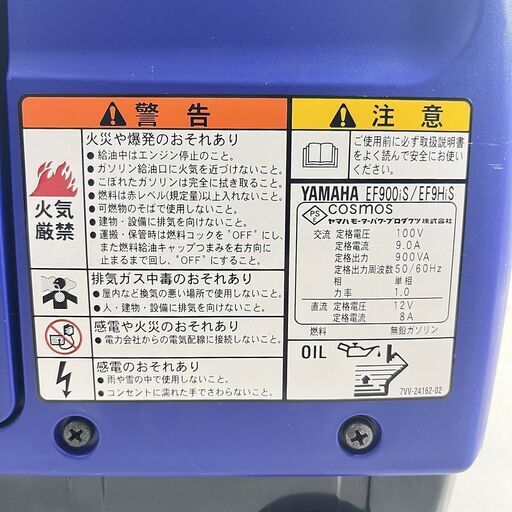 警告
火気
厳禁
火災や爆発のおそれあり
● 給油中はエンジン停止のこと。
● ガソリン給油口に火気を近づけないこと。
● こぼれたガソリンは完全に拭き取ること。
● 燃料は赤レベル(規定量)以上入れないこと。
● 可燃物のそばで使用しないこと。
● 建物・設備に排気を向けないこと。
● 運搬・保管時は燃料コックを"OFF"にし
また燃料給油キャップつまみを右方向に
止まるまで回し、"OFF"にすること。
排気ガス中毒のおそれあり
● 屋内など換気の悪い場所で使用しないこと。
● 人・建物・設備に排気を向けないこと。
感電や火災のおそれあり
● 電力会社からの電気配線に接続しないこと。
感電のおそれあり
● 雨や雪の中で使用しないこと。
● コンセントに濡れた手でさわらないこと。
注意
ご使用前に必ず取扱説明書
をよく読んで安全にお使い
ください。
YAMAHA EF900iS/EF9HiS
PS
E
COSMOS
ヤマハモーターパワープロダクツ株式会社
交流 定格電圧 100V
定格電流 9.0A
定格出力 900VA
定格出力周波数 50/60Hz
相 単相
力率 1.0
直流 定格電圧 12V
定格電流 8A
燃料 無鉛ガソリン
OIL
7VV-24162-02